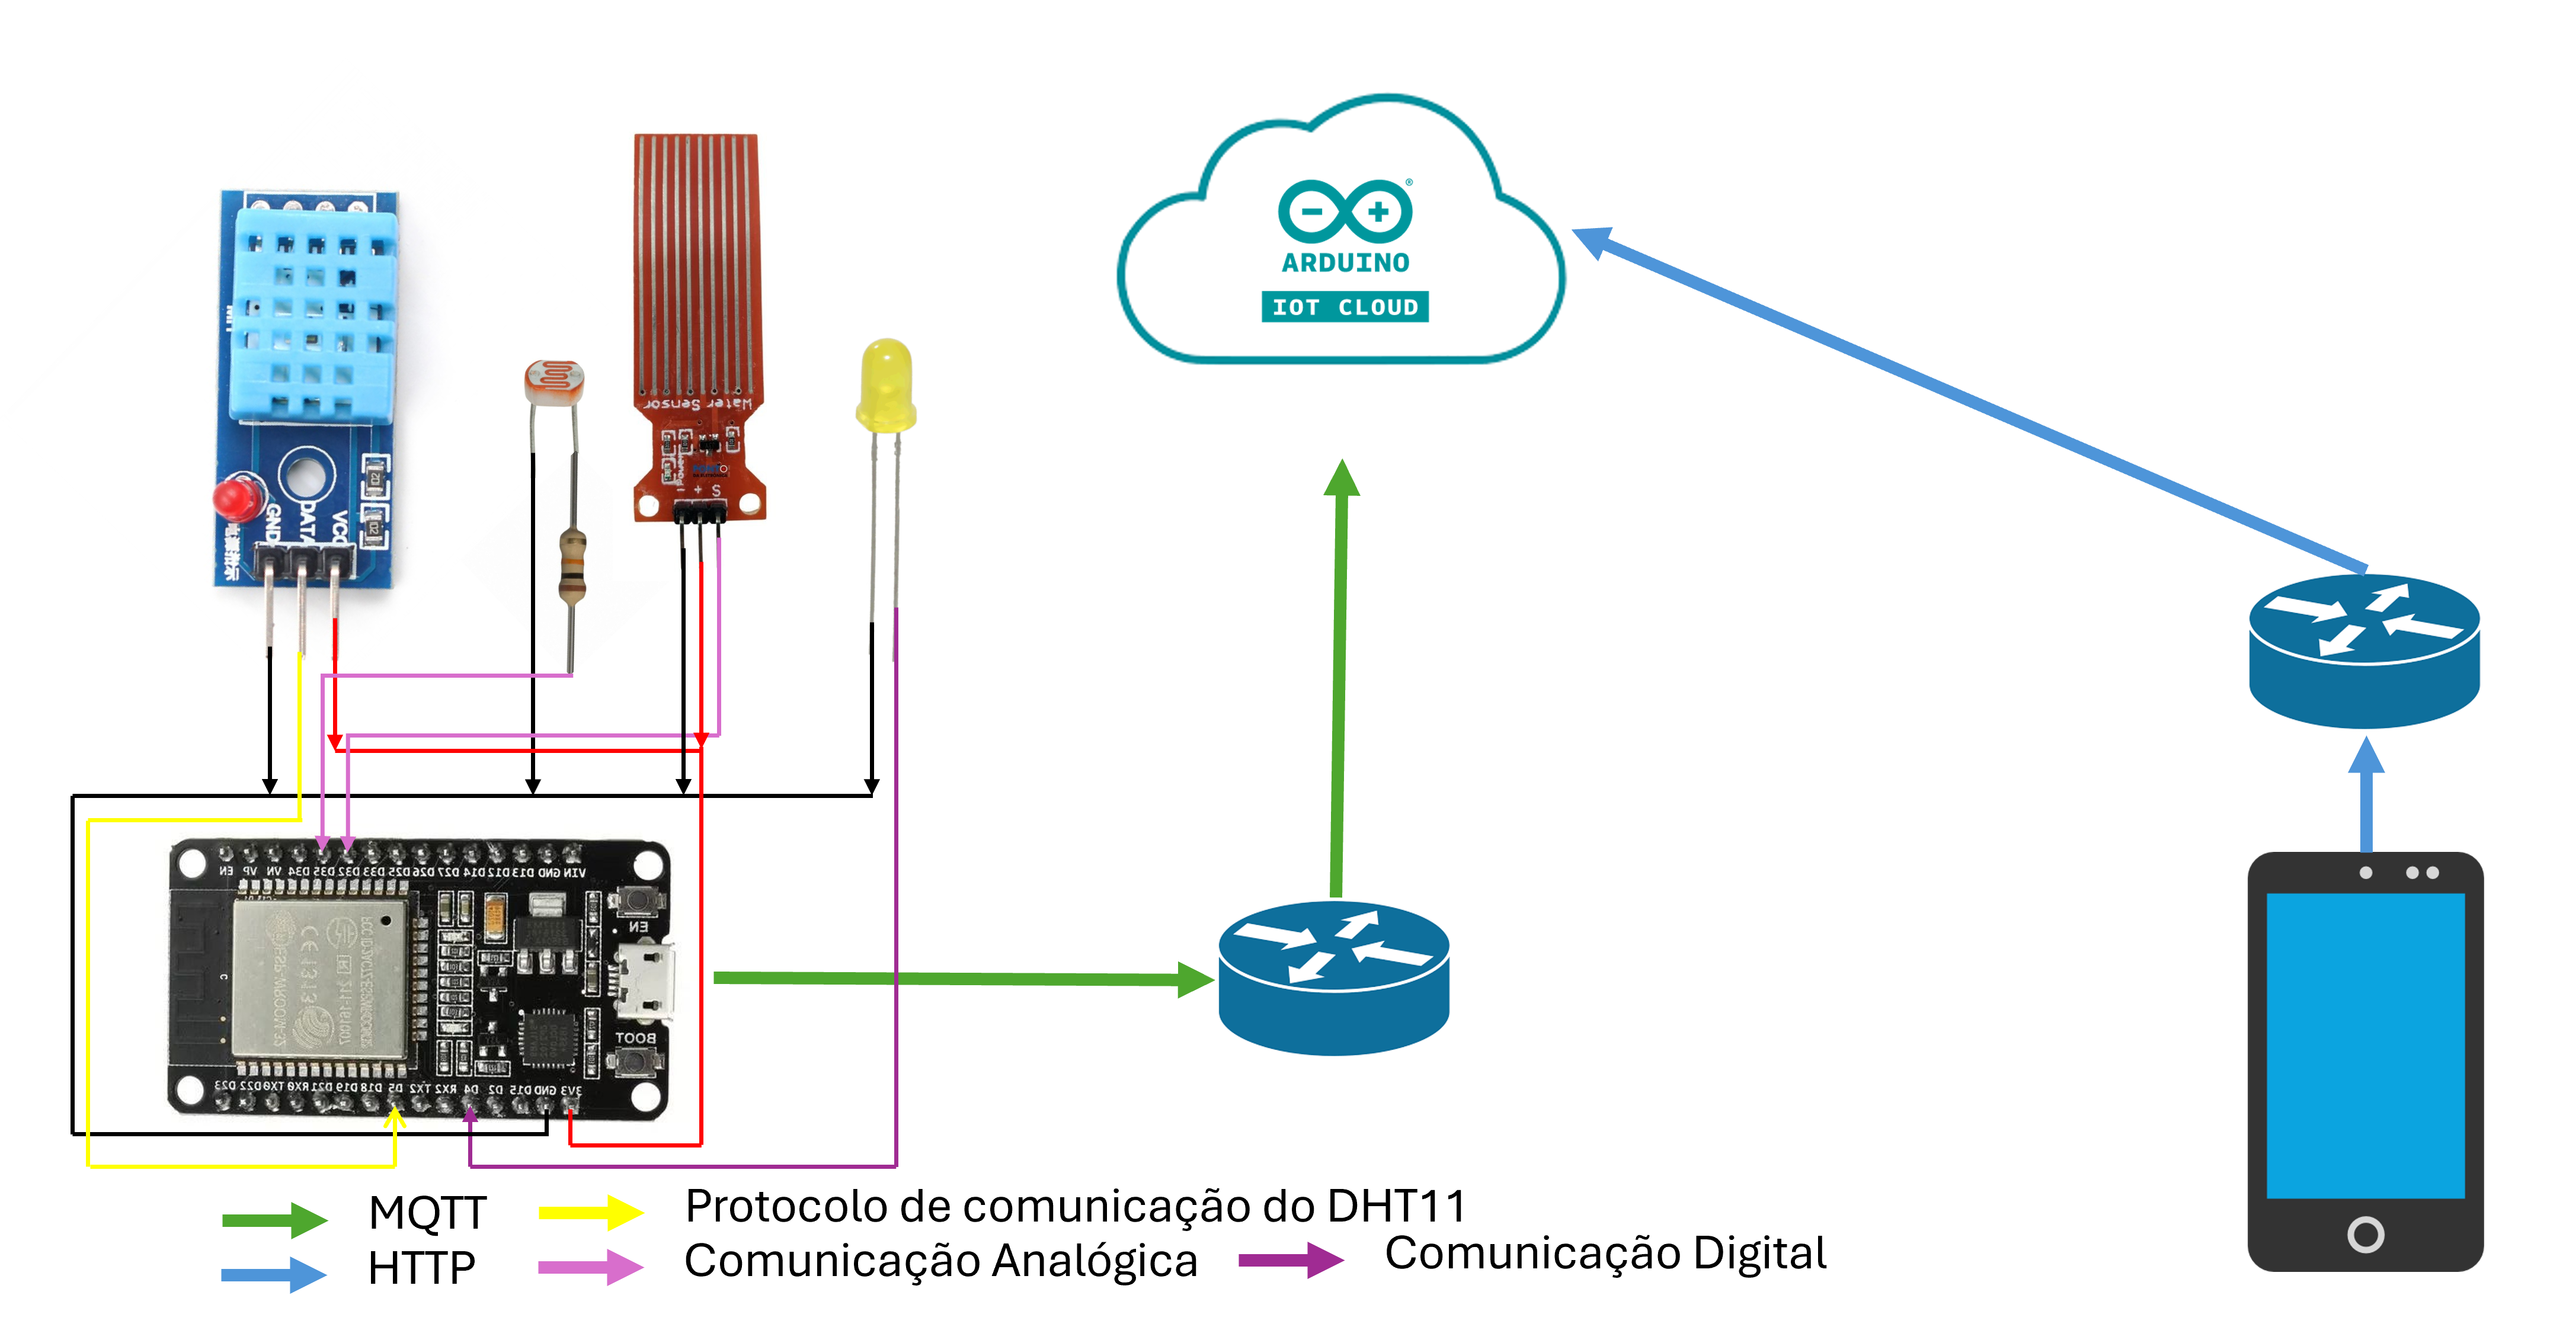 ARDUINO
IOT CLOUD
Water Sensor
- + S
GND DATA VCC
EN VP VN D34 D35 D32 D33 D25 D26 D27 D14 D12 D13 GND VIN
EN
BOOT
D23 D22 TX0 RX0 D21 D19 D18 D5 TX2 RX2 D4 D2 D15 GND 3V3
MQTT
Protocolo de comunicação do DHT11
HTTP
Comunicação Analógica
Comunicação Digital